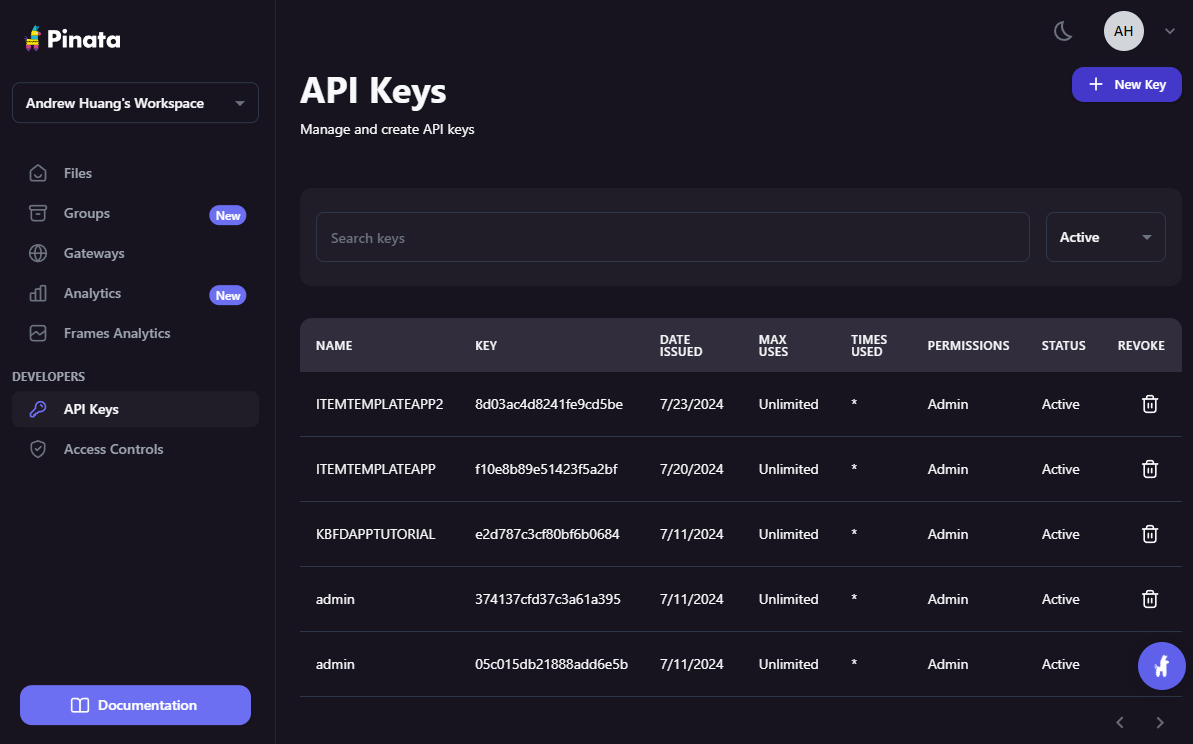 Pinata
Andrew Huang's Workspace
Files
Groups New
Gateways
Analytics New
Frames Analytics
DEVELOPERS
API Keys
Access Controls
Documentation
AH
API Keys
New Key
Manage and create API keys
Search keys
Active
NAME KEY DATE ISSUED MAX USES TIMES USED PERMISSIONS STATUS REVOKE
ITEMTEMPLATEAPP2 8d03ac4d8241fe9cd5be 7/23/2024 Unlimited * Admin Active
ITEMTEMPLATEAPP f10e8b89e51423f5a2bf 7/20/2024 Unlimited * Admin Active
KBFDAPPTUTORIAL e2d787c3cf80bf6b0684 7/11/2024 Unlimited * Admin Active
admin 374137cfd37c3a61a395 7/11/2024 Unlimited * Admin Active
admin 05c015db21888add6e5b 7/11/2024 Unlimited * Admin Active